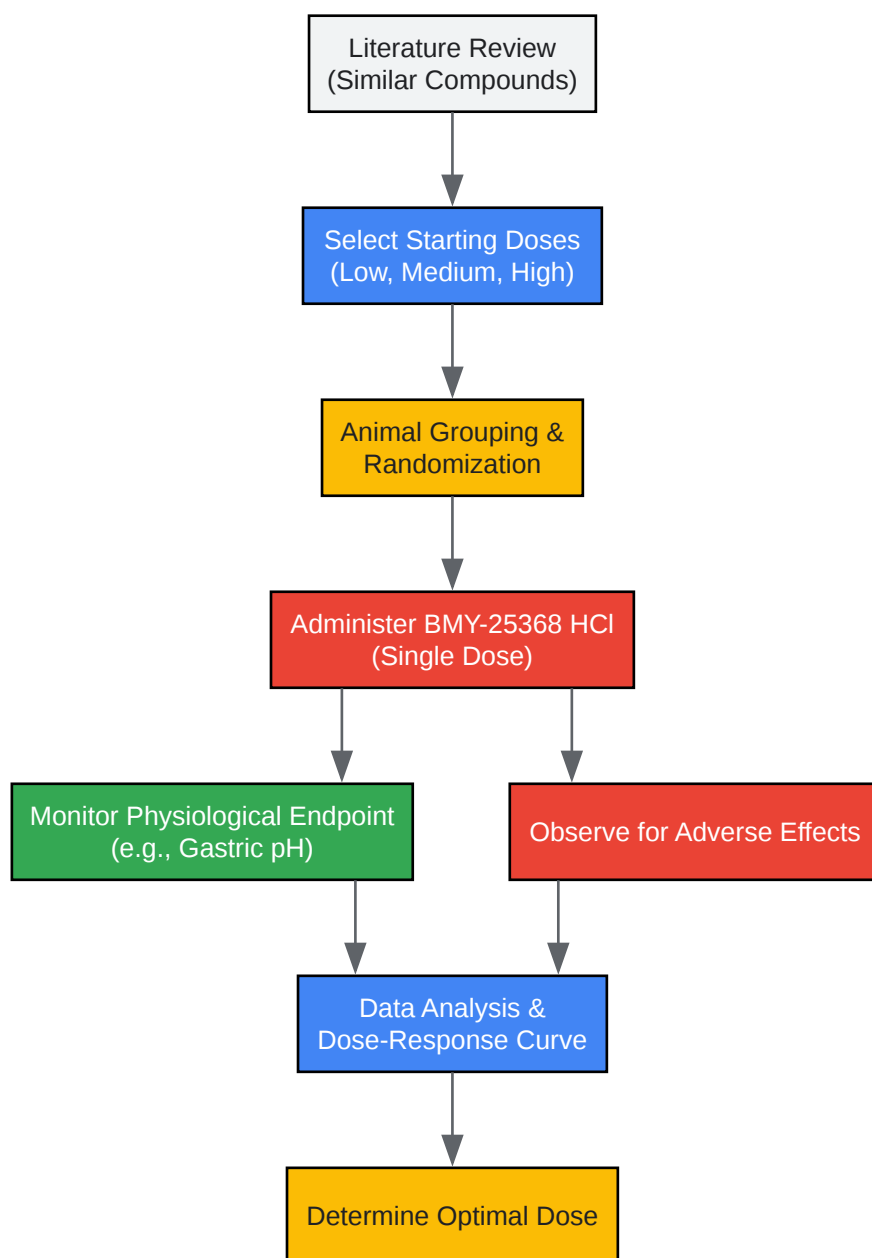 Literature Review
(Similar Compounds)
Select Starting Doses
(Low, Medium, High)
Animal Grouping &
Randomization
Administer BMY-25368 HCl
(Single Dose)
Monitor Physiological Endpoint
(e.g., Gastric pH)
Observe for Adverse Effects
Data Analysis &
Dose-Response Curve
Determine Optimal Dose